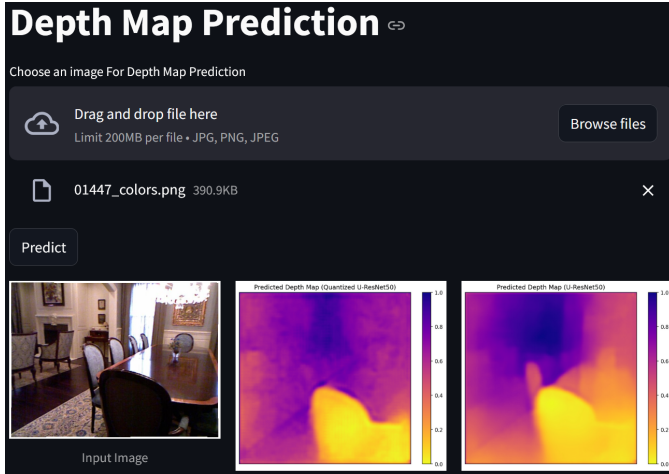 Depth Map Prediction
Choose an image For Depth Map Prediction
Drag and drop file here
Limit 200MB per file • JPG, PNG, JPEG
Browse files
01447_colors.png 390.9KB
Predict
Input Image
Predicted Depth Map (Quantized U-ResNet50)
1.0
0.8
0.6
0.4
0.2
0.0
Predicted Depth Map (U-ResNet50)
1.0
0.8
0.6
0.4
0.2
0.0